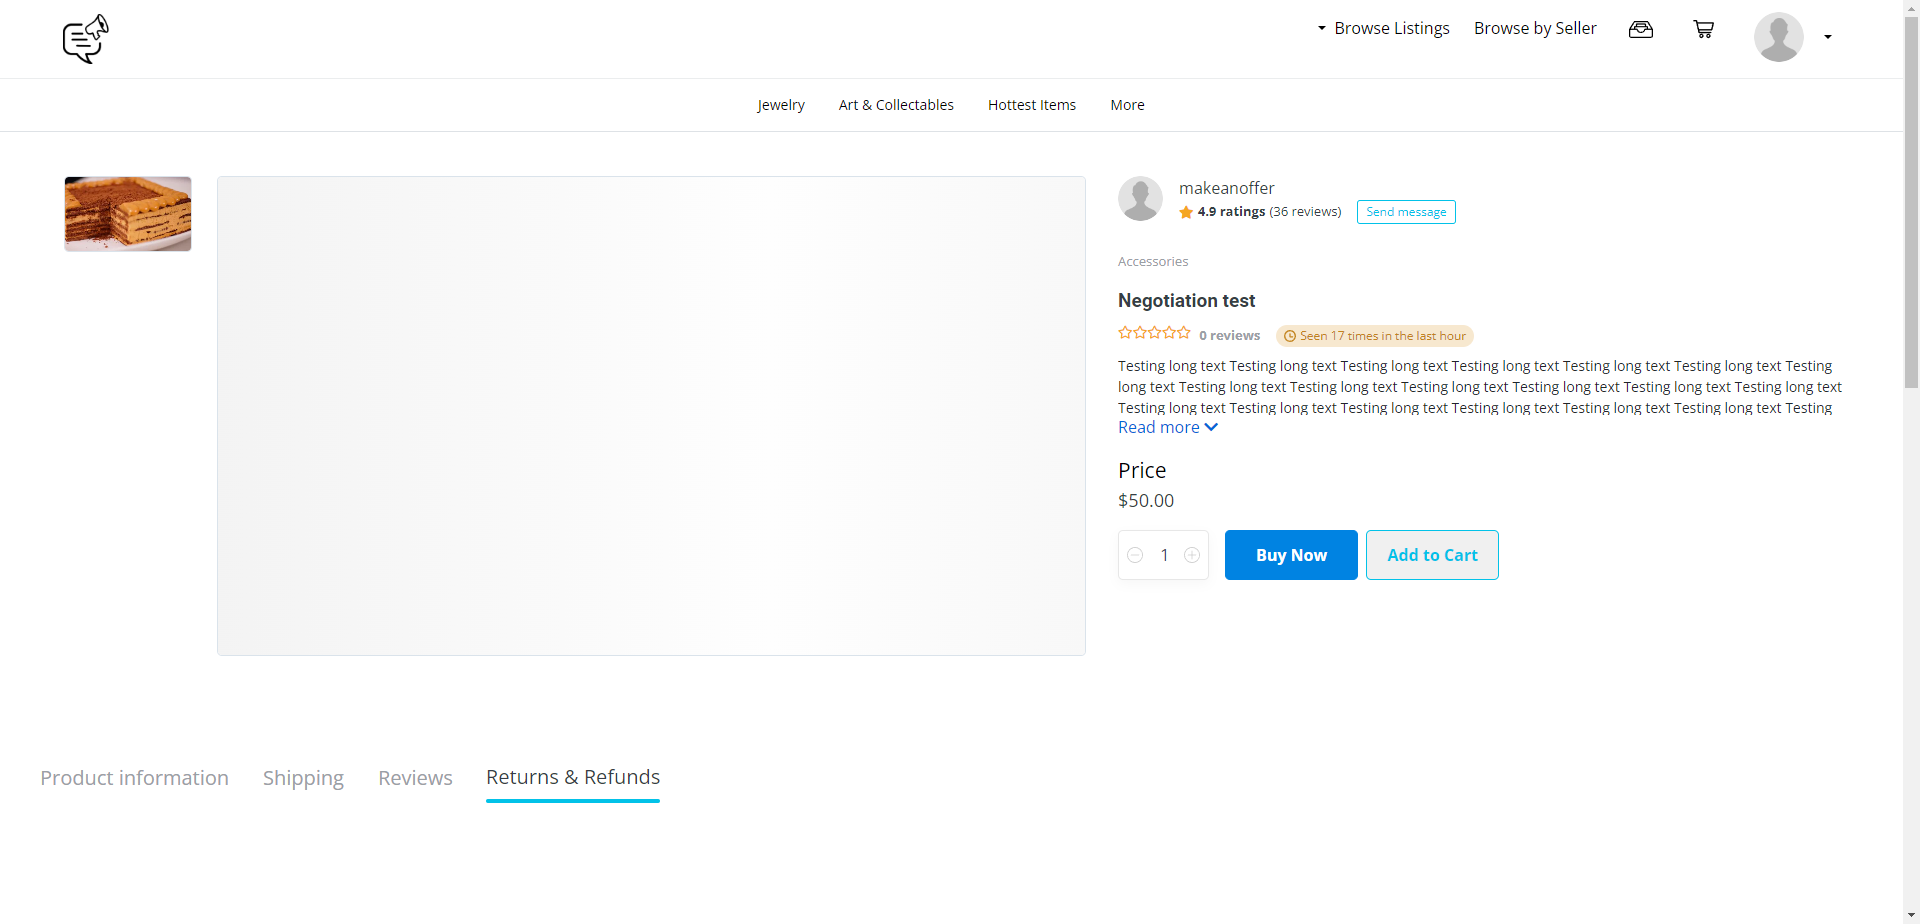 Browse Listings Browse by Seller
Jewelry Art & Collectables Hottest Items More
makeanoffer
4.9 ratings (36 reviews) Send message
Accessories
Negotiation test
0 reviews Seen 17 times in the last hour
Testing long text Testing long text Testing long text Testing long text Testing long text Testing long text Testing
long text Testing long text Testing long text Testing long text Testing long text Testing long text Testing long text
Testing long text Testing long text Testing long text Testing long text Testing long text Testing long text Testing
Read more
Price
$50.00
1 Buy Now Add to Cart
Product information Shipping Reviews Returns & Refunds